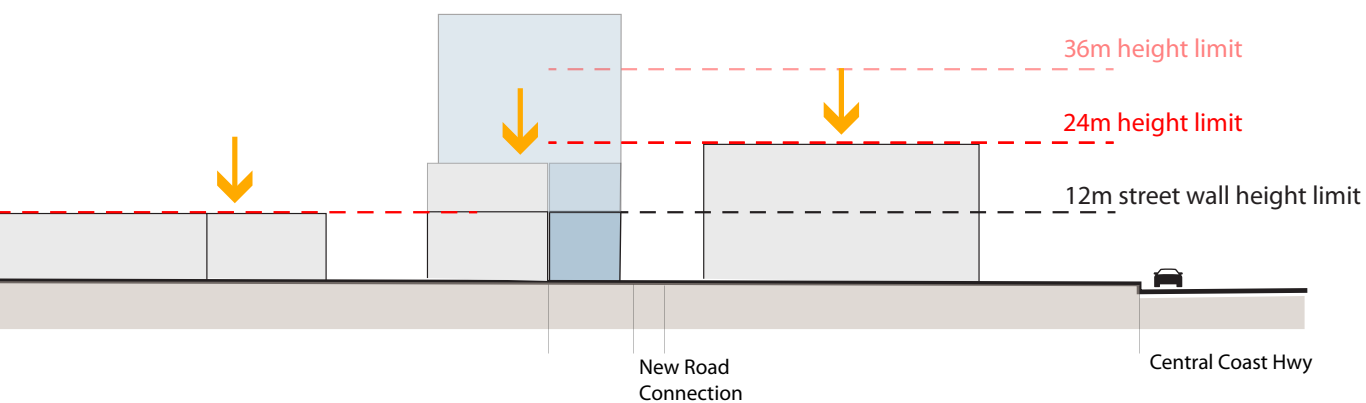 36m height limit
24m height limit
12m street wall height limit
New Road
Connection
Central Coast Hwy